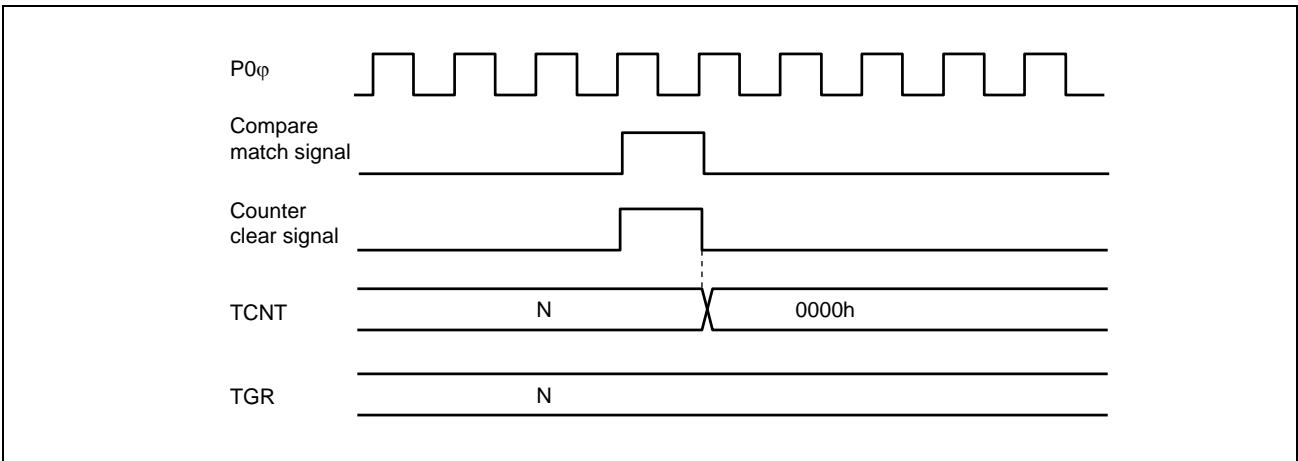 P0φ
Compare
match signal
Counter
clear signal
TCNT
N
0000h
TGR
N